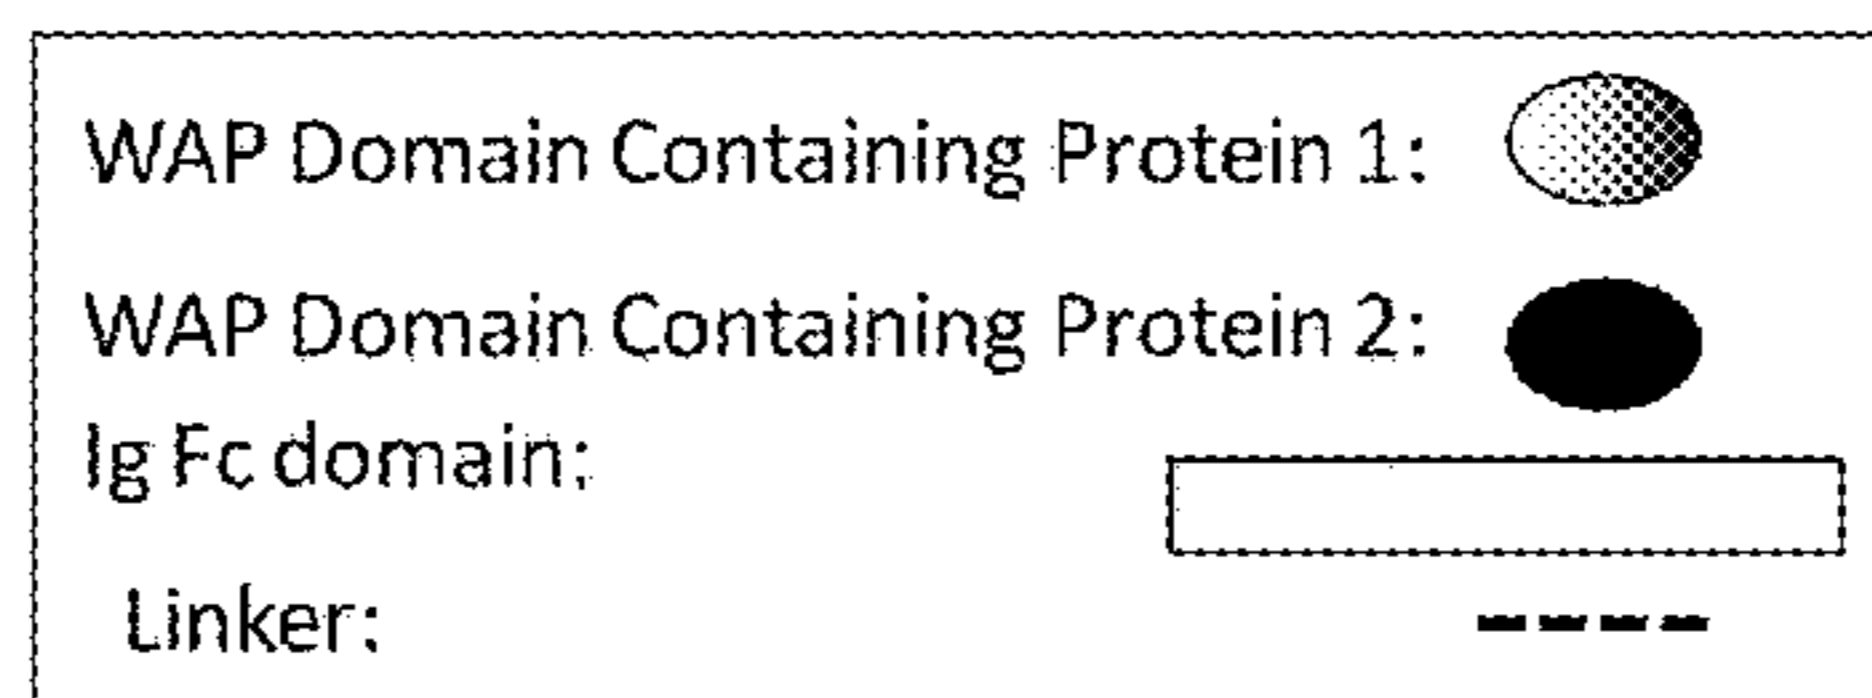 WAP Domain Containing Protein 1:
WAP Domain Containing Protein 2:
Ig Fc domain:
Linker: